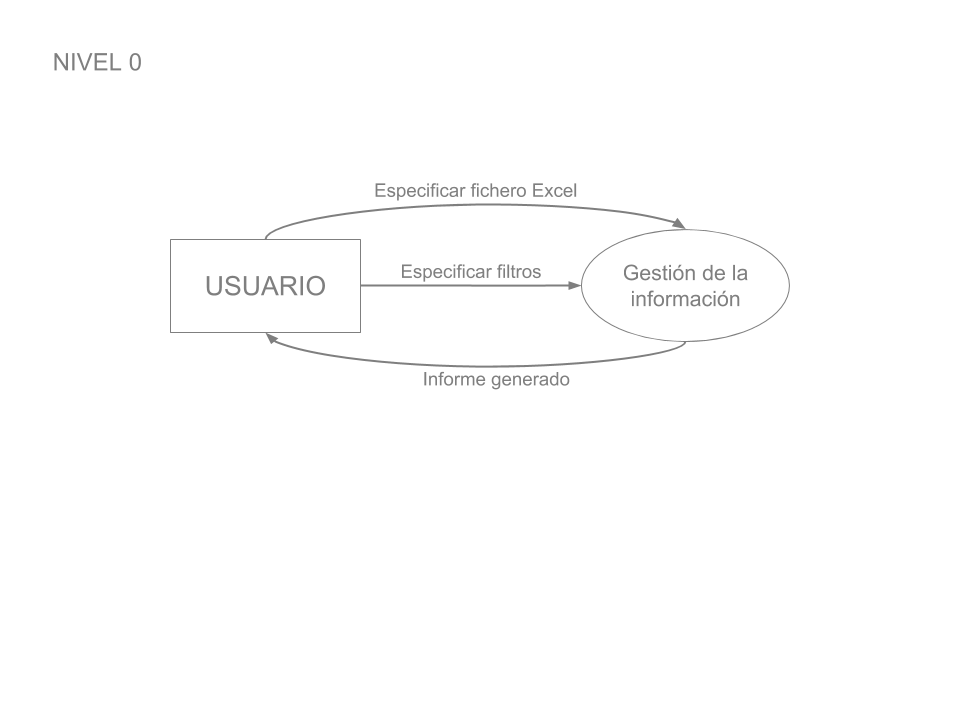 NIVEL 0
Especificar fichero Excel
USUARIO
Especificar filtros
Gestión de la
información
Informe generado